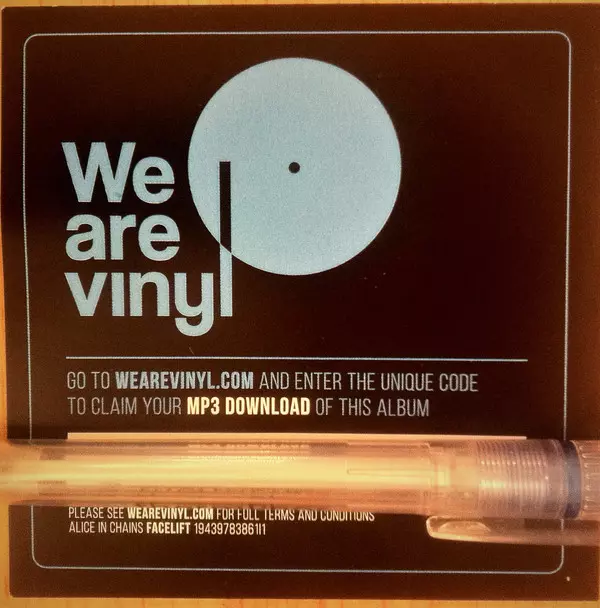 We
are
vinyl
GO TO WEAREVINYL.COM AND ENTER THE UNIQUE CODE
TO CLAIM YOUR MP3 DOWNLOAD OF THIS ALBUM
PLEASE SEE WEAREVINYL.COM FOR FULL TERMS AND CONDITIONS
ALICE IN CHAINS FACELIFT 19439783861I1